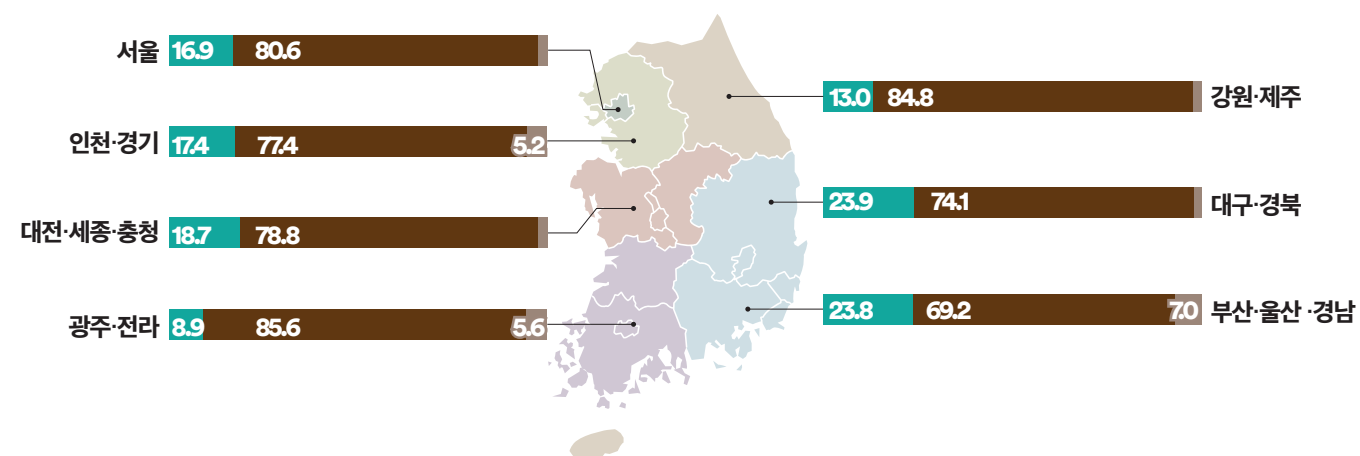 서울 16.9 80.6
인천·경기 17.4 77.4 5.2
대전·세종·충청 18.7 78.8
광주·전라 8.9 85.6 5.6
13.0 84.8 강원·제주
23.9 74.1 대구·경북
23.8 69.2 7.0 부산·울산 ·경남